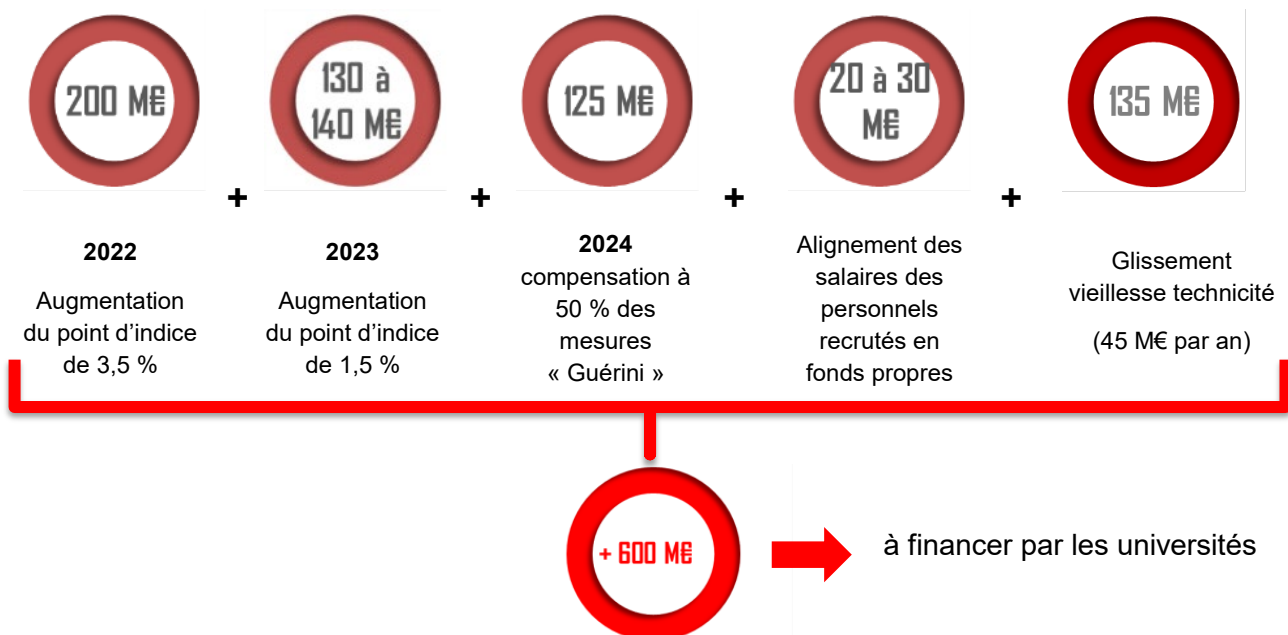 200 M€
130 à
140 M€
125 M€
20 à 30
M€
135 M€
+
+
+
+
2022
Augmentation
du point d’indice
de 3,5 %
2023
Augmentation
du point d’indice
de 1,5 %
2024
compensation à
50 % des
mesures
« Guérini »
Alignement des
salaires des
personnels
recrutés en
fonds propres
Glissement
vieillesse technicité
(45 M€ par an)
+ 600 M€
à financer par les universités